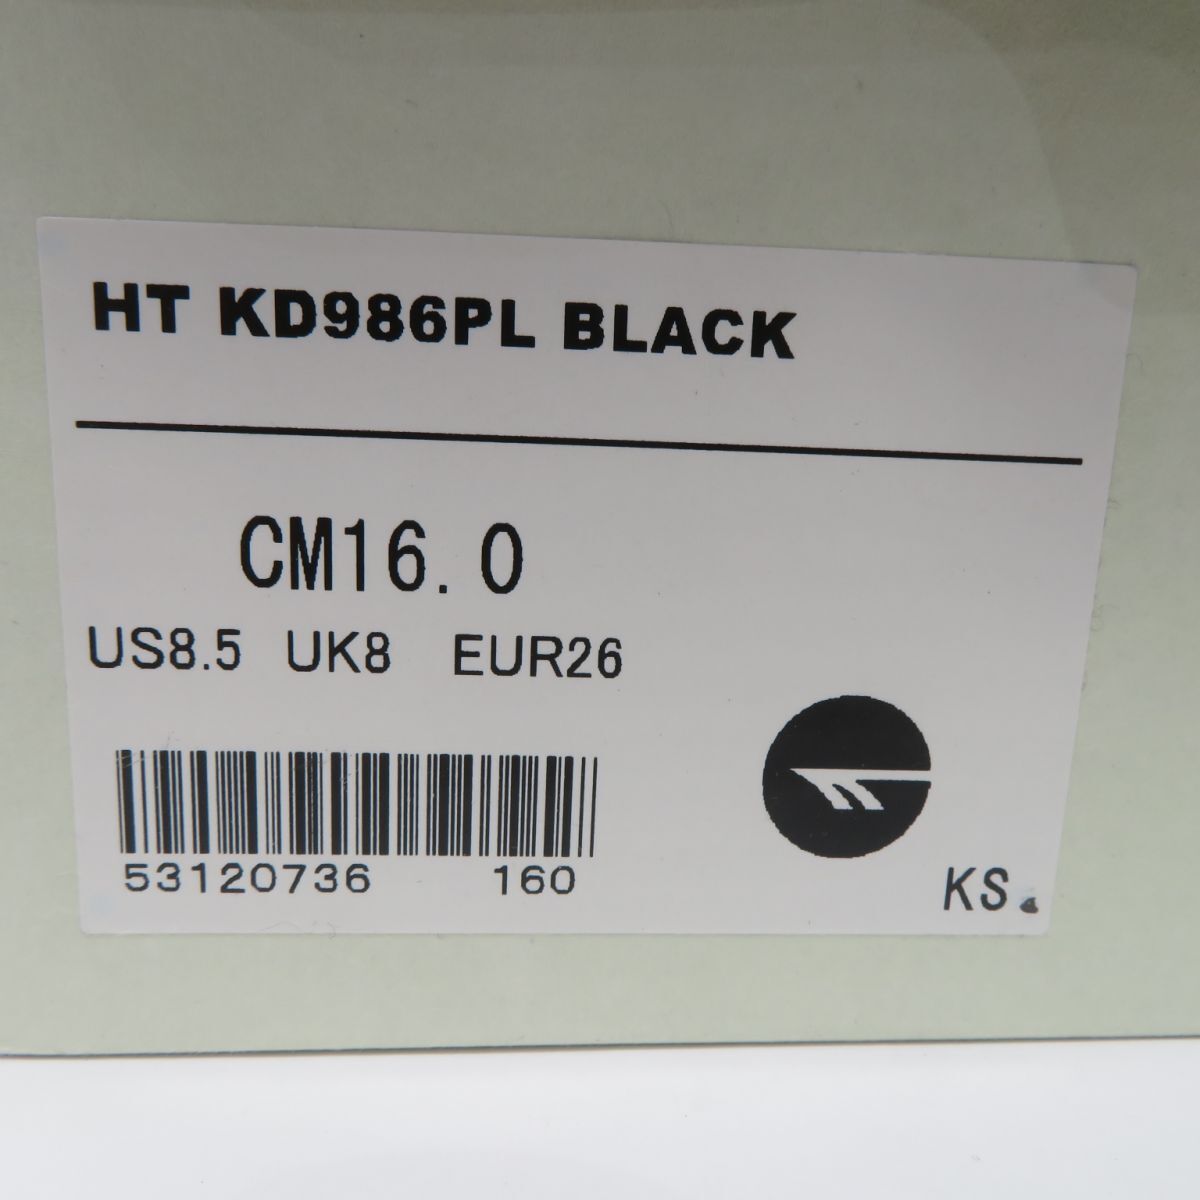 HT KD986PL BLACK
CM16.0
US8.5 UK8 EUR26
53120736 160
KS.